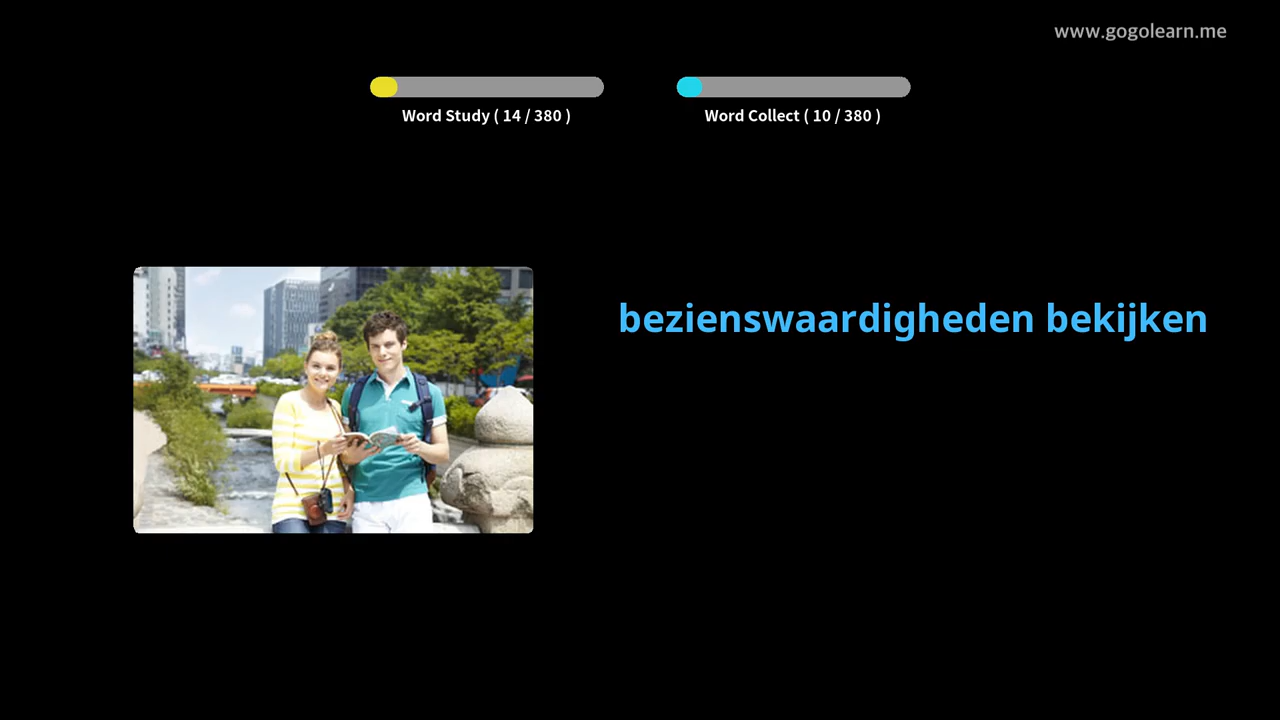 www.gogolearn.me
Word Study ( 14 / 380 )
Word Collect ( 10 / 380 )
bezienswaardigheden bekijken